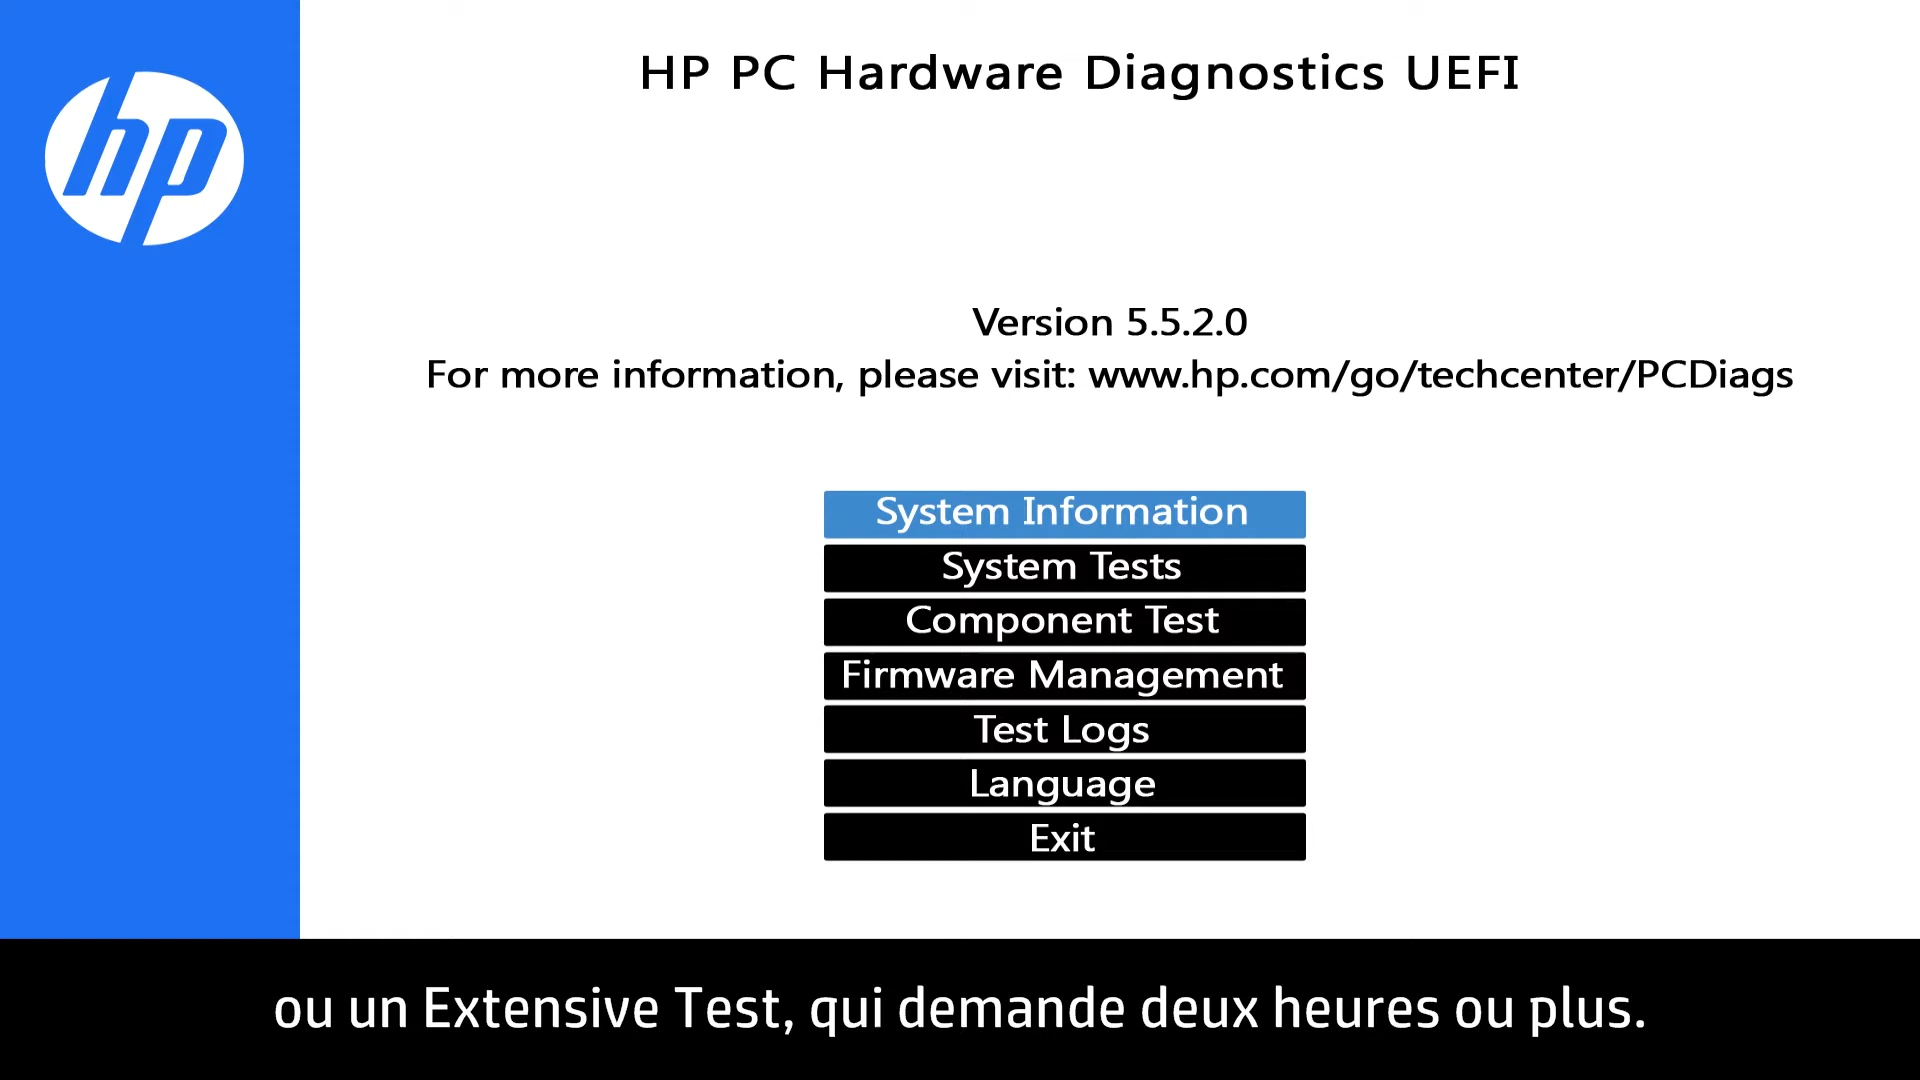 hp
HP PC Hardware Diagnostics UEFI
Version 5.5.2.0
For more information, please visit: www.hp.com/go/techcenter/PCDiags
System Information
System Tests
Component Test
Firmware Management
Test Logs
Language
Exit
ou un Extensive Test, qui demande deux heures ou plus.